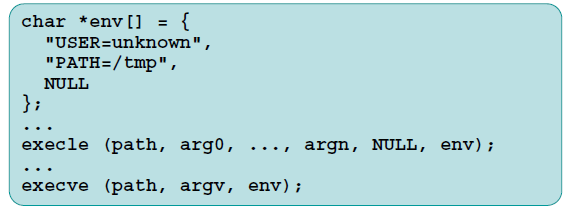 char *env[] = {
"USER=unknown",
"PATH=/tmp",
NULL
};
...
execle (path, arg0, ..., argn, NULL, env);
...
execve (path, argv, env);